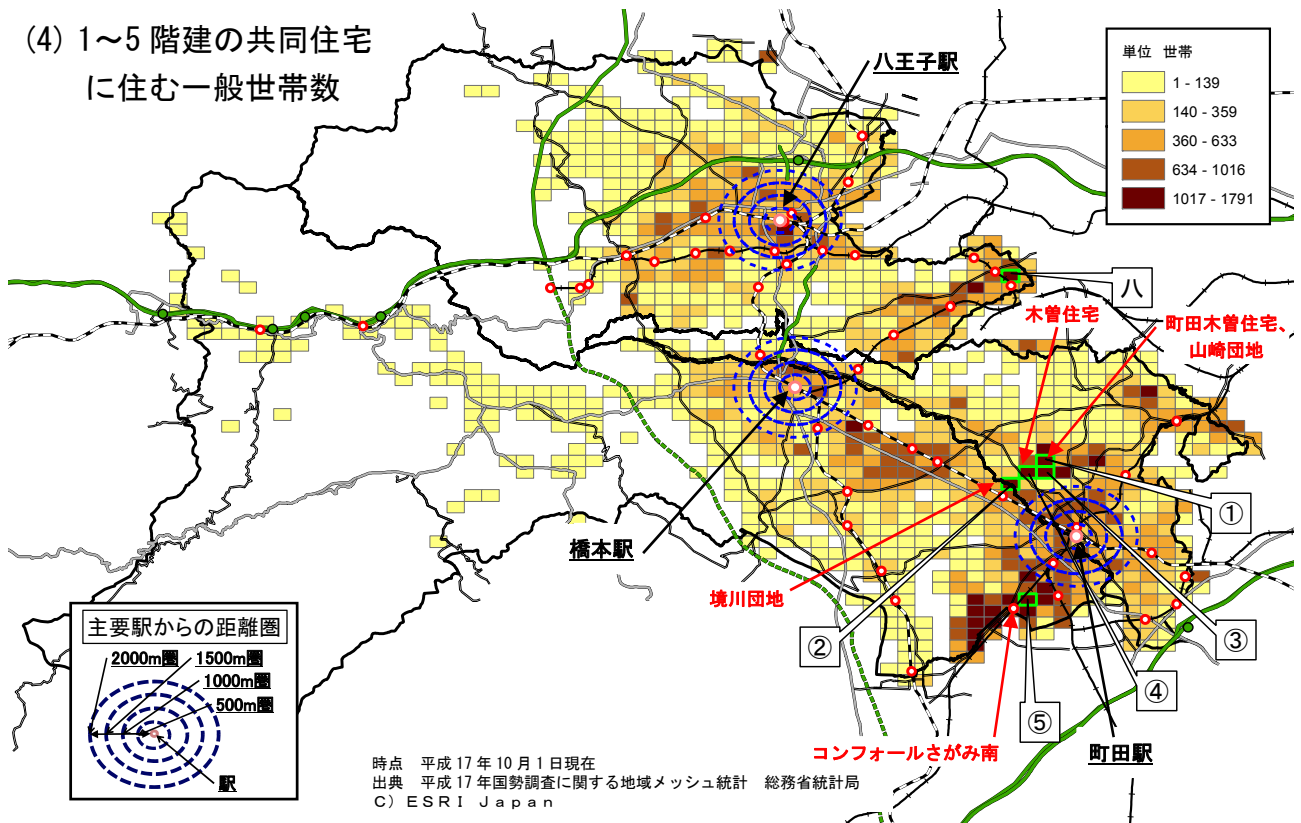 (4) 1~5 階建の共同住宅
に住む一般世帯数
八王子駅
単位 世帯
1 - 139
140 - 359
360 - 633
634 - 1016
1017 - 1791
八
木曽住宅
町田木曽住宅、
山崎団地
①
橋本駅
境川団地
②
③
④
⑤
コンフォールさがみ南
町田駅
主要駅からの距離圏
2000m圏
1500m圏
1000m圏
500m圏
駅
時点 平成 17 年 10 月 1 日現在
出典 平成 17 年国勢調査に関する地域メッシュ統計 総務省統計局
C) ESRI Japan